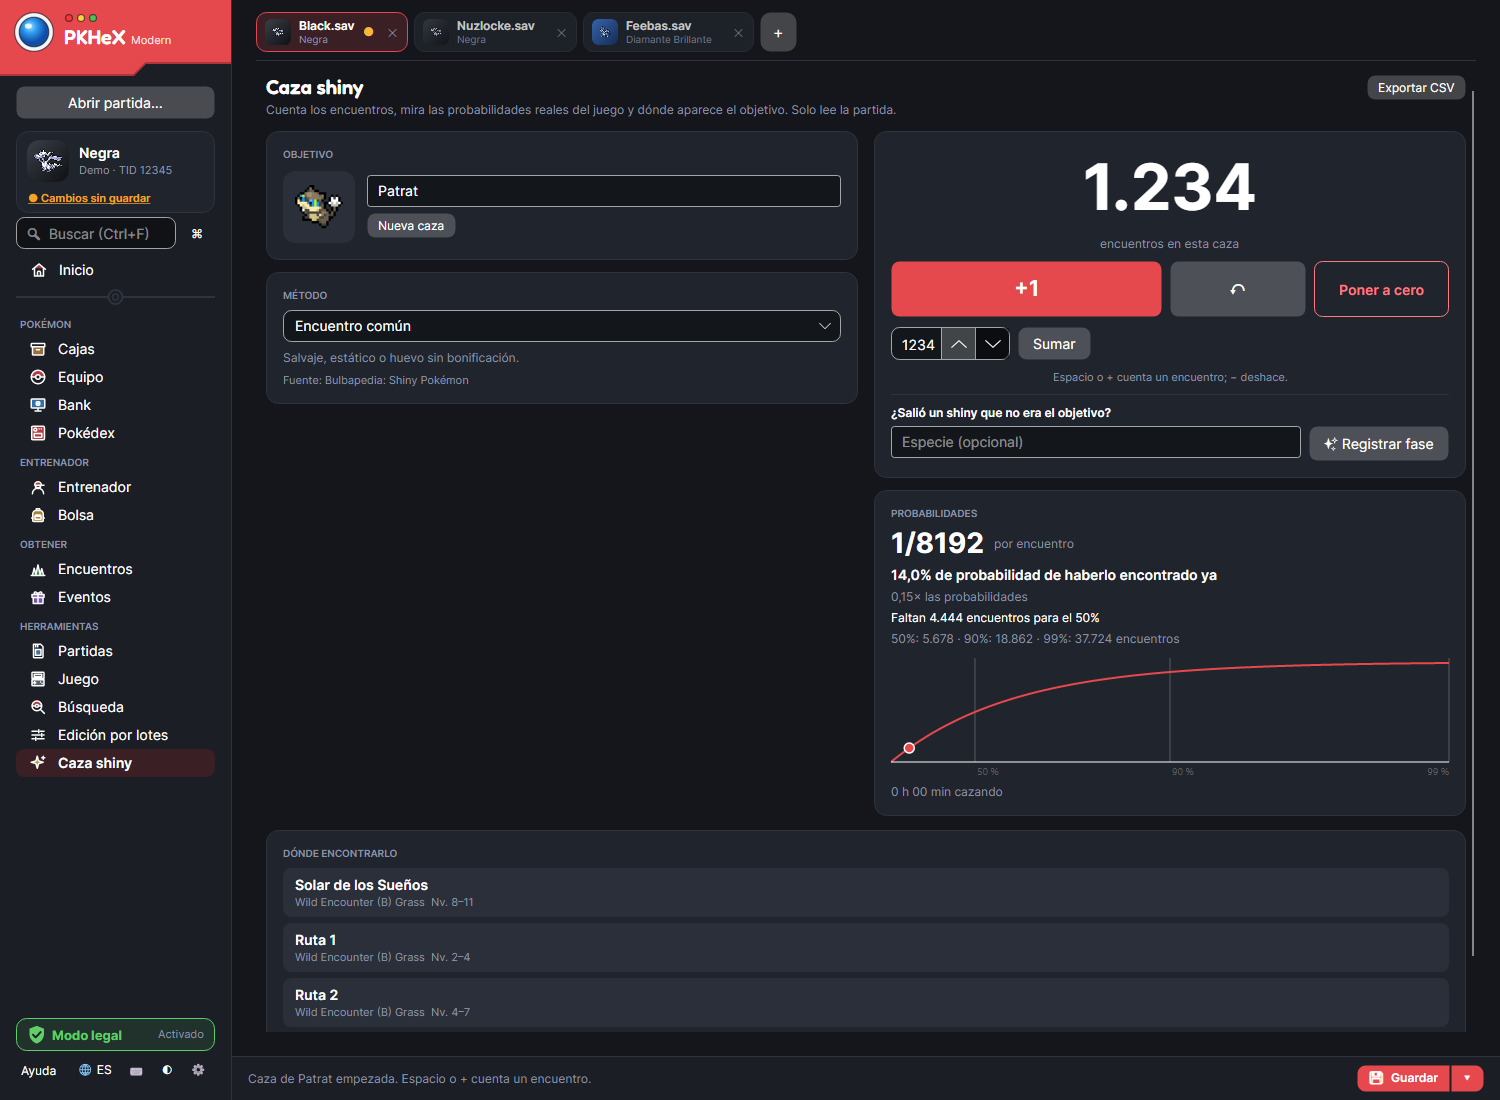 PKHeX Modern
Abrir partida...
Negra
Demo · TID 12345
Cambios sin guardar
Buscar (Ctrl+F)
⌘
Inicio
POKÉMON
Cajas
Equipo
Bank
Pokédex
ENTRENADOR
Entrenador
Bolsa
OBTENER
Encuentros
Eventos
HERRAMIENTAS
Partidas
Juego
Búsqueda
Edición por lotes
Caza shiny
Modo legal Activado
Ayuda ES
Black.sav
Negra
Nuzlocke.sav
Negra
Feebas.sav
Diamante Brillante
+
Caza shiny
Exportar CSV
Cuenta los encuentros, mira las probabilidades reales del juego y dónde aparece el objetivo. Solo lee la partida.
OBJETIVO
Patrat
Nueva caza
MÉTODO
Encuentro común
Salvaje, estático o huevo sin bonificación.
Fuente: Bulbapedia: Shiny Pokémon
1.234
encuentros en esta caza
+1
Poner a cero
1234
Sumar
Espacio o + cuenta un encuentro; − deshace.
¿Salió un shiny que no era el objetivo?
Especie (opcional)
Registrar fase
PROBABILIDADES
1/8192 por encuentro
14,0% de probabilidad de haberlo encontrado ya
0,15× las probabilidades
Faltan 4.444 encuentros para el 50%
50%: 5.678 · 90%: 18.862 · 99%: 37.724 encuentros
50 % 90 % 99 %
0 h 00 min cazando
DÓNDE ENCONTRARLO
Solar de los Sueños
Wild Encounter (B) Grass Nv. 8–11
Ruta 1
Wild Encounter (B) Grass Nv. 2–4
Ruta 2
Wild Encounter (B) Grass Nv. 4–7
Caza de Patrat empezada. Espacio o + cuenta un encuentro.
Guardar